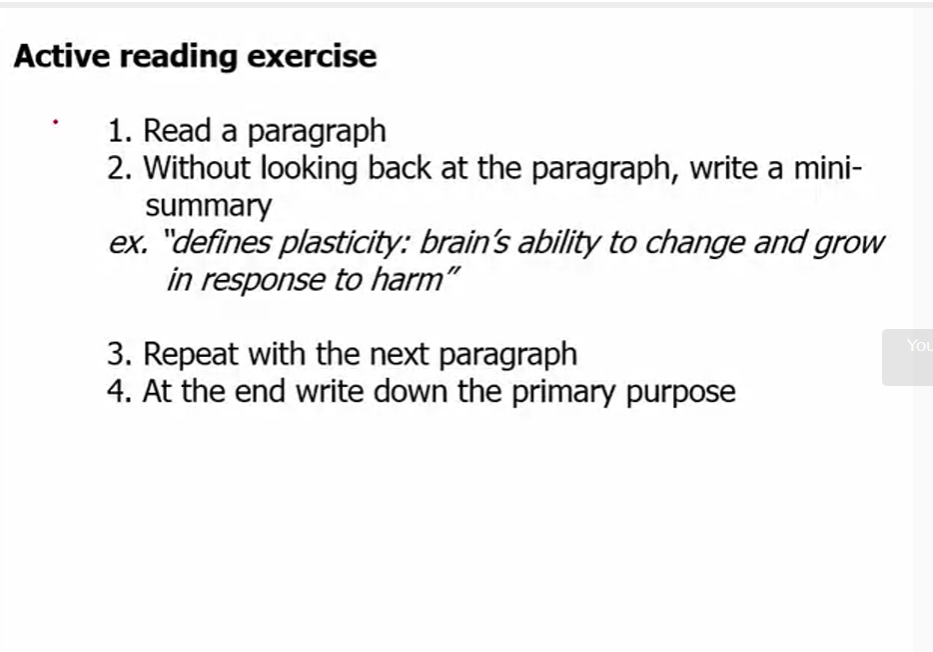 Active reading exercise
1. Read a paragraph
2. Without looking back at the paragraph, write a mini-
summary
ex. "defines plasticity: brain's ability to change and grow
in response to harm"
3. Repeat with the next paragraph
You
4. At the end write down the primary purpose